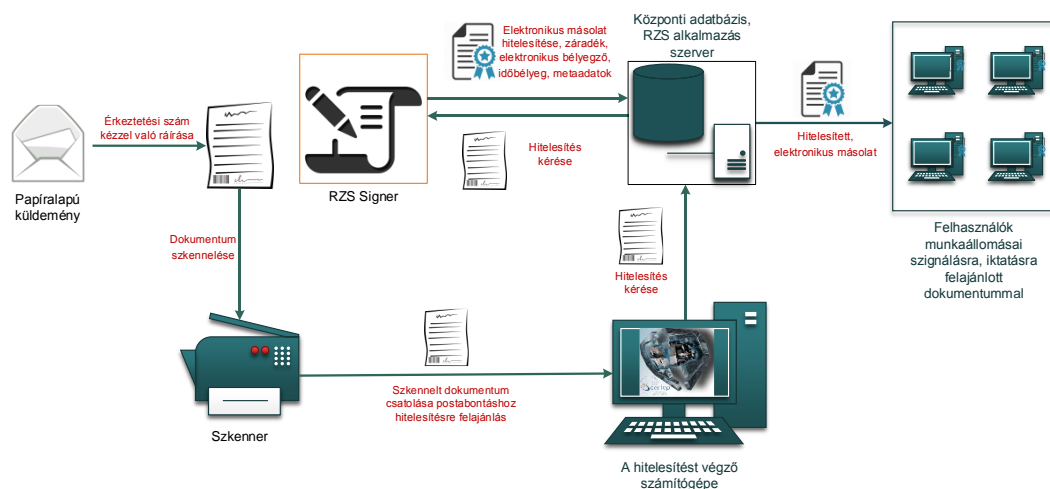 Elektronikus másolat
hitelesítése, záradék,
elektronikus bélyegző,
időbélyeg, metaadatok
Központi adatbázis,
RZS alkalmazás
szerver
Érkeztetési szám
kézzel való ráírása
Hitelesítés
kérése
Hitelesített,
elektronikus másolat
Papíralapú
küldemény
RZS Signer
Dokumentum
szkennelése
Hitelesítés
kérése
Felhasználók
munkaállomásai
szignálásra, iktatásra
felajánlott
dokumentummal
Szkennelt dokumentum
csatolása postabontáshoz
hitelesítésre felajánlás
Szkenner
A hitelesítést végző
számítógépe